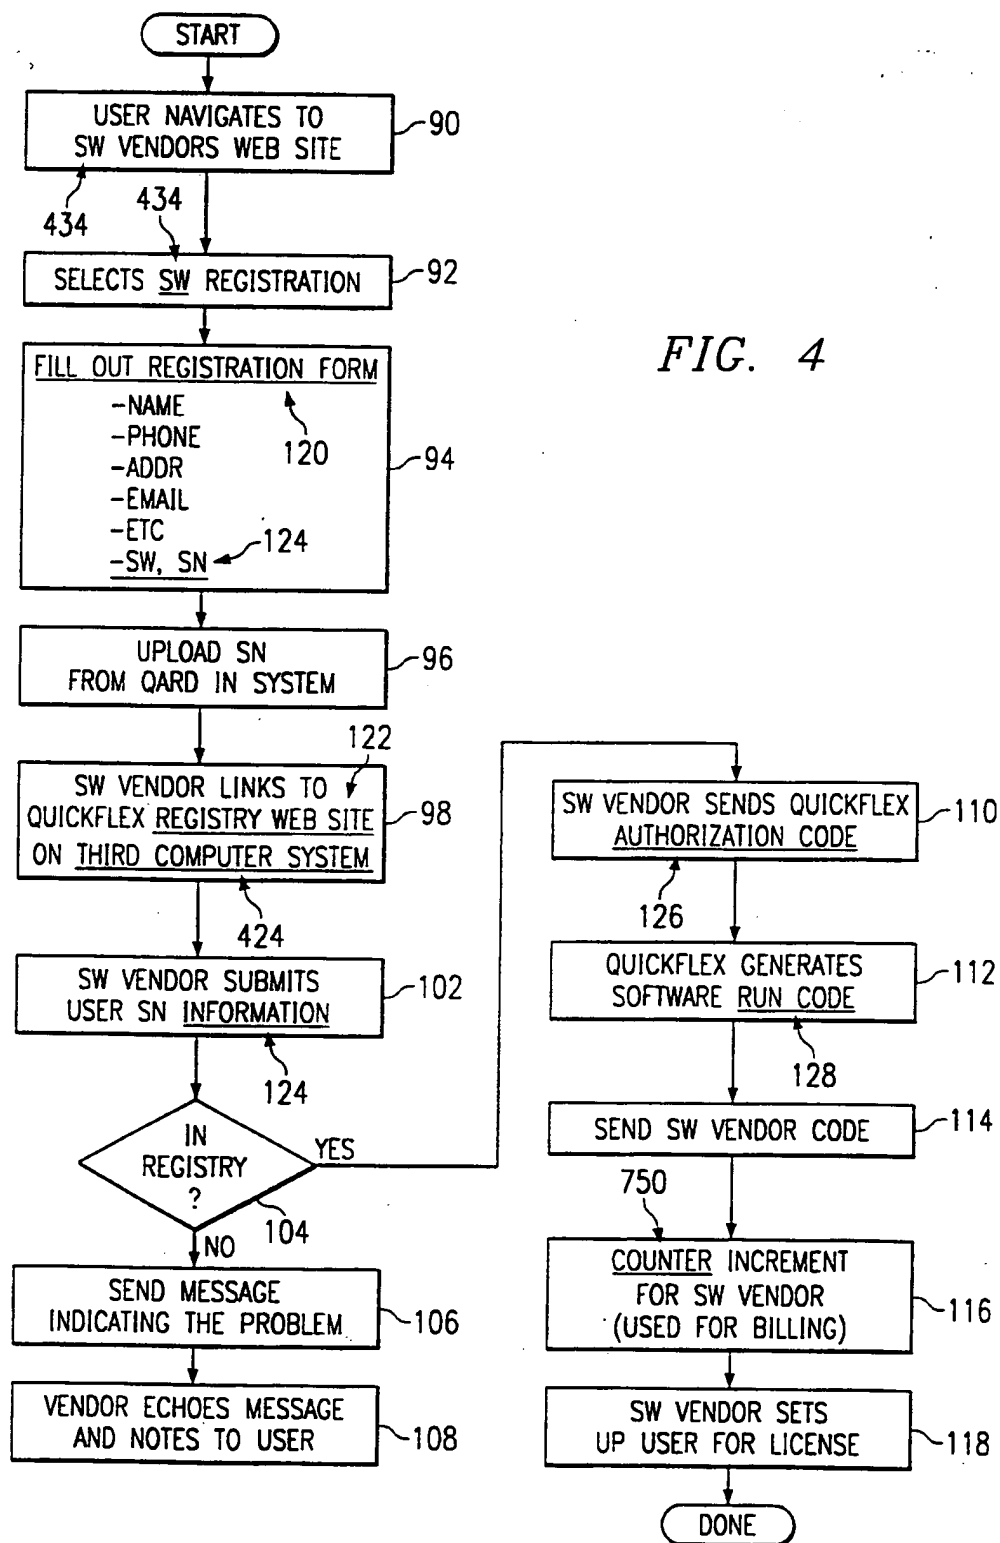 START
USER NAVIGATES TO
SW VENDORS WEB SITE
90
434
434
SELECTS SW REGISTRATION
92
FILL OUT REGISTRATION FORM
-NAME
-PHONE
-ADDR
-EMAIL
-ETC
-SW, SN
120
124
94
UPLOAD SN
FROM QARD IN SYSTEM
96
122
SW VENDOR LINKS TO
QUICKFLEX REGISTRY WEB SITE
ON THIRD COMPUTER SYSTEM
98
424
SW VENDOR SUBMITS
USER SN INFORMATION
102
124
IN
REGISTRY
?
YES
104
NO
SEND MESSAGE
INDICATING THE PROBLEM
106
VENDOR ECHOES MESSAGE
AND NOTES TO USER
108
FIG. 4
SW VENDOR SENDS QUICKFLEX
AUTHORIZATION CODE
110
126
QUICKFLEX GENERATES
SOFTWARE RUN CODE
112
128
SEND SW VENDOR CODE
114
750
COUNTER INCREMENT
FOR SW VENDOR
(USED FOR BILLING)
116
SW VENDOR SETS
UP USER FOR LICENSE
118
DONE